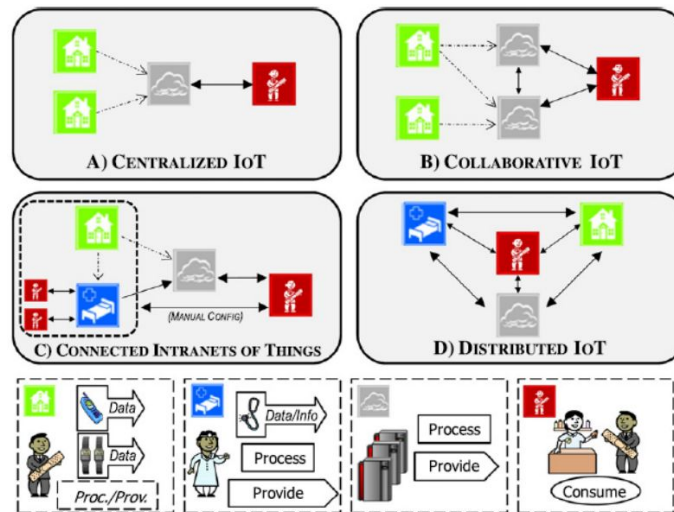 A) CENTRALIZED IOT
B) COLLABORATIVE IOT
(MANUAL CONFIG)
C) CONNECTED INTRANETS OF THINGS
D) DISTRIBUTED IOT
Data
Data
Proc./Prov.
Data/Info
Process
Provide
Process
Provide
Consume